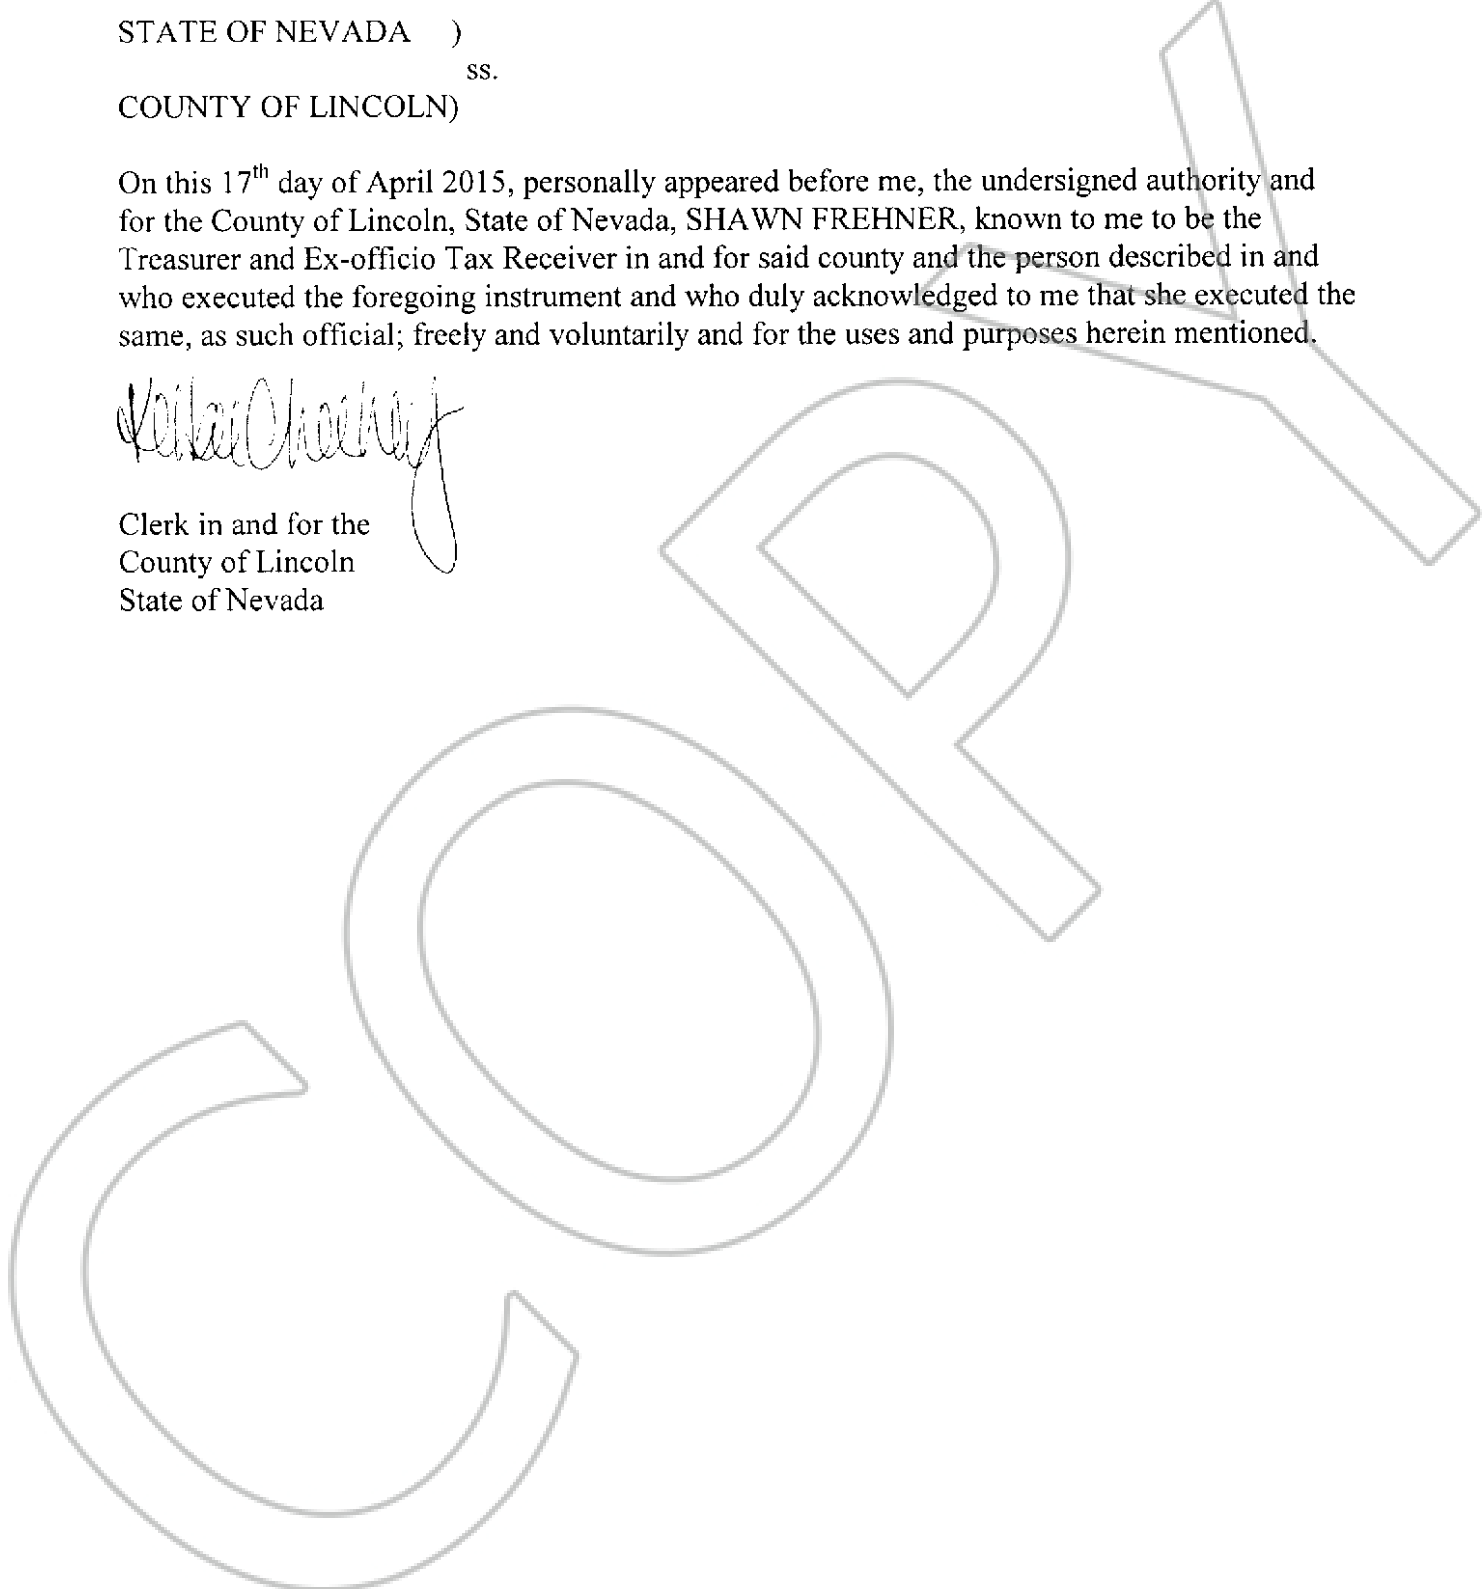 STATE OF NEVADA )
ss.
COUNTY OF LINCOLN)
On this 17th day of April 2015, personally appeared before me, the undersigned authority and
for the County of Lincoln, State of Nevada, SHAWN FREHNER, known to me to be the
Treasurer and Ex-officio Tax Receiver in and for said county and the person described in and
who executed the foregoing instrument and who duly acknowledged to me that she executed the
same, as such official; freely and voluntarily and for the uses and purposes herein mentioned.
Clerk in and for the
County of Lincoln
State of Nevada
COPY